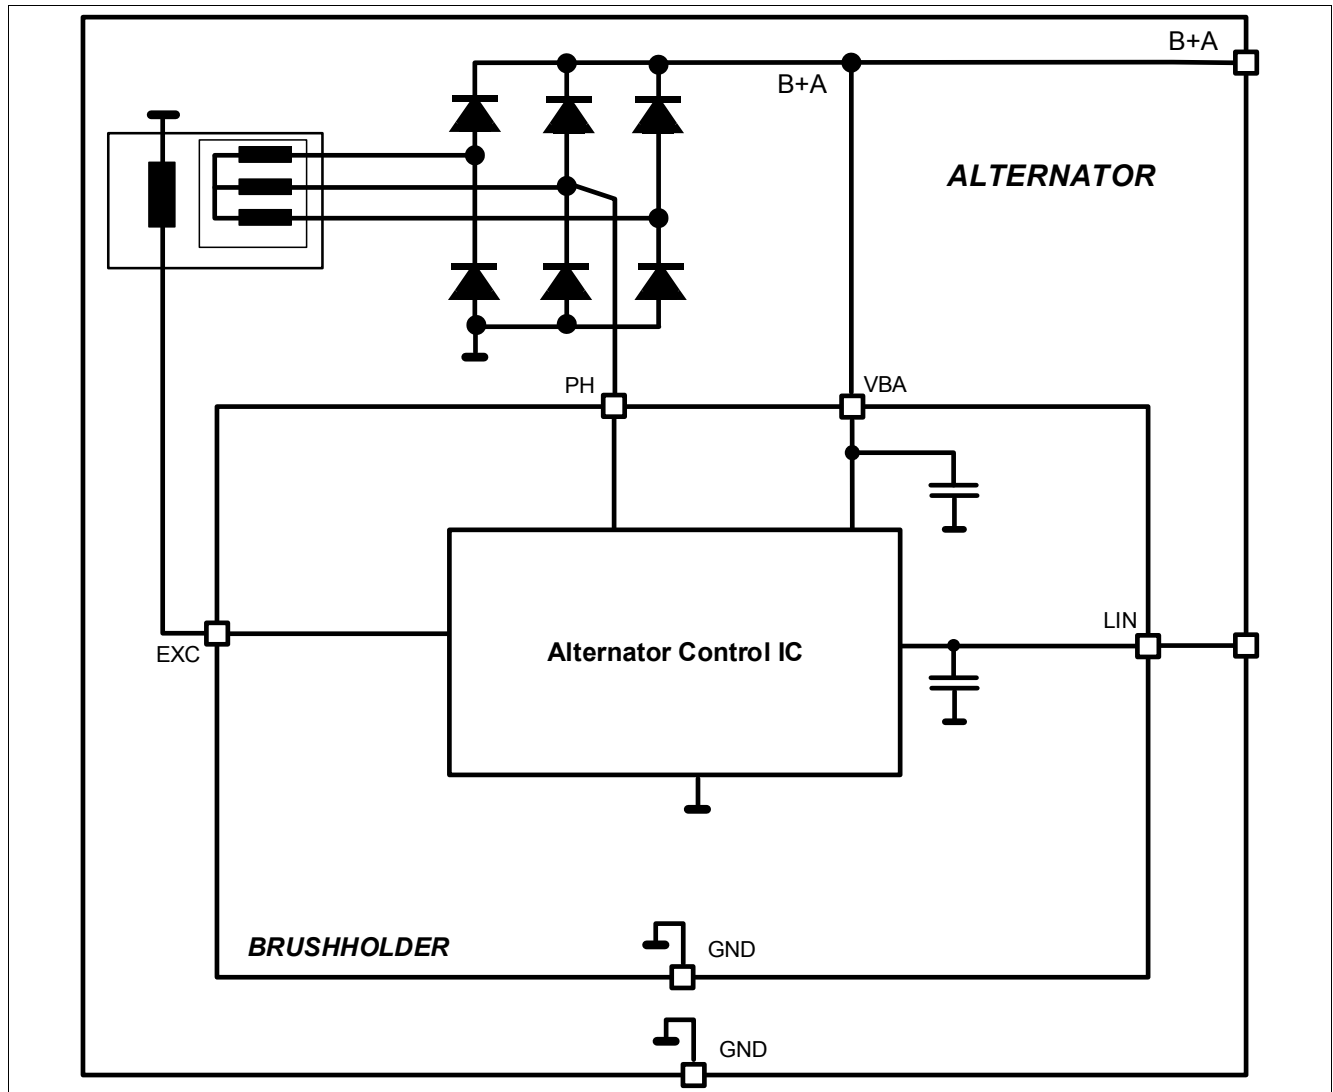 B+A
B+A
ALTERNATOR
PH
VBA
LIN
EXC
Alternator Control IC
BRUSHHOLDER
GND
GND